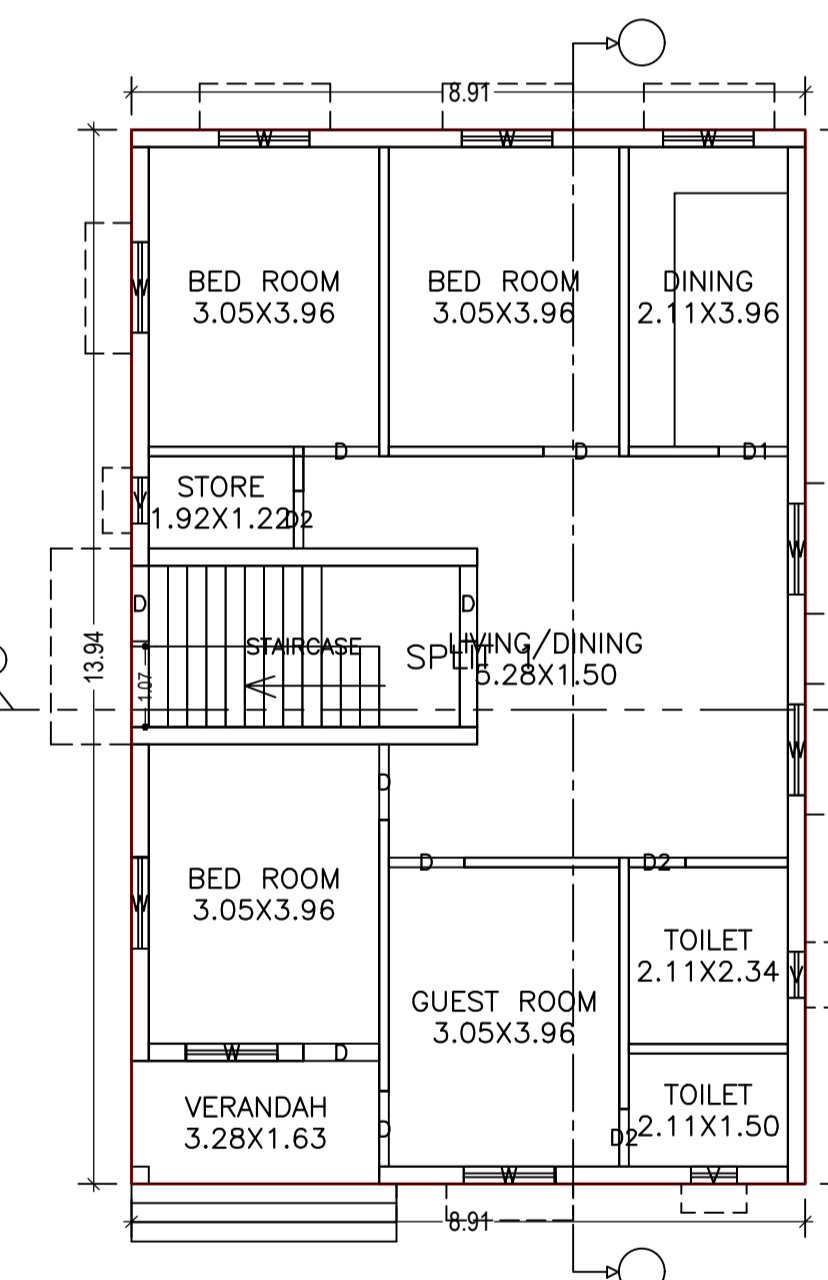 8.91
W
W
W
W
BED ROOM
3.05X3.96
BED ROOM
3.05X3.96
DINING
2.11X3.96
D
D
D1
STORE
1.92X1.22
D2
V
W
D
D
STAIRCASE
SPLIT 1
LIVING/DINING
5.28X1.50
13.94
1.07
W
D
D
D2
BED ROOM
3.05X3.96
W
TOILET
2.11X2.34
V
GUEST ROOM
3.05X3.96
W
D
VERANDAH
3.28X1.63
D
TOILET
2.11X1.50
D2
W
V
8.91